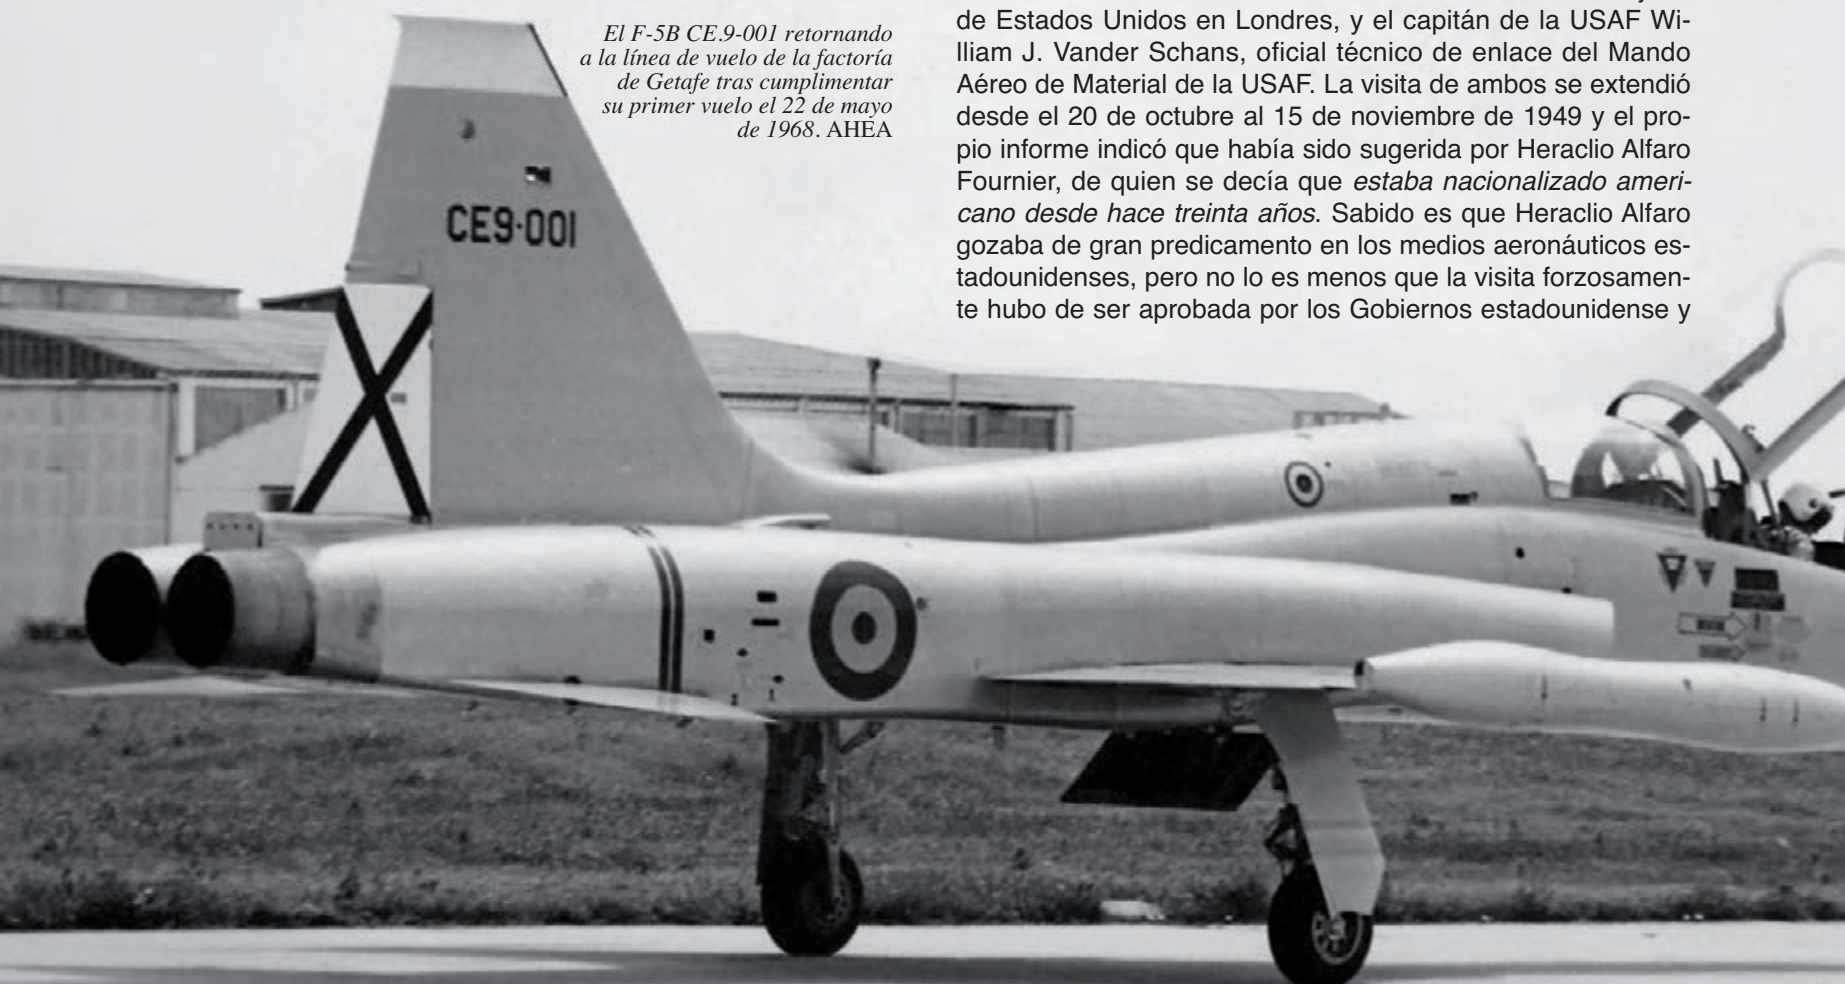 El F-5B CE.9-001 retornando
a la línea de vuelo de la factoría
de Getafe tras cumplimentar
su primer vuelo el 22 de mayo
de 1968. AHEA
de Estados Unidos en Londres, y el capitán de la USAF Wi-
lliam J. Vander Schans, oficial técnico de enlace del Mando
Aéreo de Material de la USAF. La visita de ambos se extendió
desde el 20 de octubre al 15 de noviembre de 1949 y el pro-
pio informe indicó que había sido sugerida por Heraclio Alfaro
Fournier, de quien se decía que estaba nacionalizado ameri-
cano desde hace treinta años. Sabido es que Heraclio Alfaro
gozaba de gran predicamento en los medios aeronáuticos es-
tadounidenses, pero no lo es menos que la visita forzosamen-
te hubo de ser aprobada por los Gobiernos estadounidense y
CE9·001